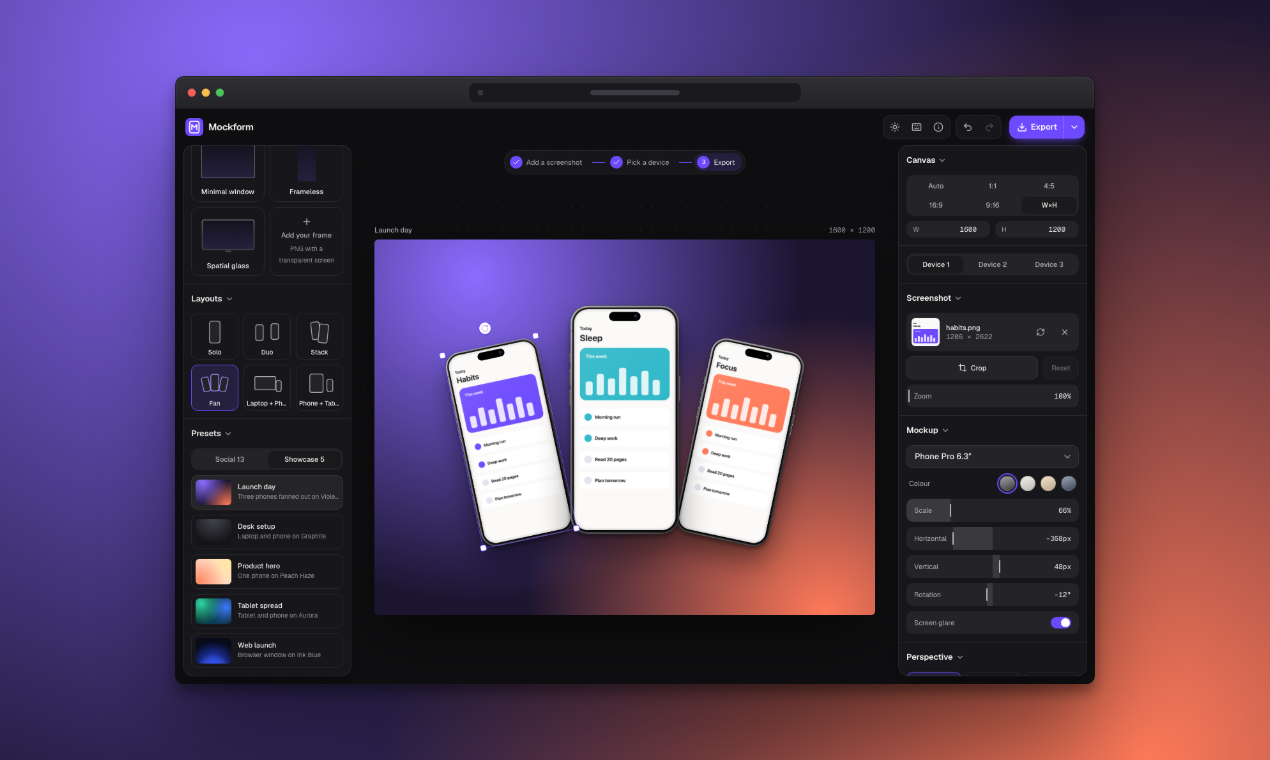 Mockform
Export
Minimal window
Frameless
Spatial glass
Add your frame
PNG with a
transparent screen
Layouts
Solo
Duo
Stack
Fan
Laptop + Ph...
Phone + Tab...
Presets
Social 13
Showcase 5
Launch day
Three phones fanned out on Viole...
Desk setup
Laptop and phone on Graphite
Product hero
One phone on Peach Haze
Tablet spread
Tablet and phone on Aurora
Web launch
Browser window on Ink Blue
Add a screenshot
Pick a device
3
Export
Launch day
1600 × 1200
Today
Habits
This week
Morning run
Deep work
Read 20 pages
Plan tomorrow
Today
Sleep
This week
Morning run
Deep work
Read 20 pages
Plan tomorrow
Today
Focus
This week
Morning run
Deep work
Read 20 pages
Plan tomorrow
Canvas
Auto
1:1
4:5
16:9
9:16
W×H
W 1600
H 1200
Device 1
Device 2
Device 3
Screenshot
habits.png
1206 × 2622
Crop
Reset
Zoom 100%
Mockup
Phone Pro 6.3"
Colour
Scale 66%
Horizontal -368px
Vertical 48px
Rotation -12°
Screen glare
Perspective